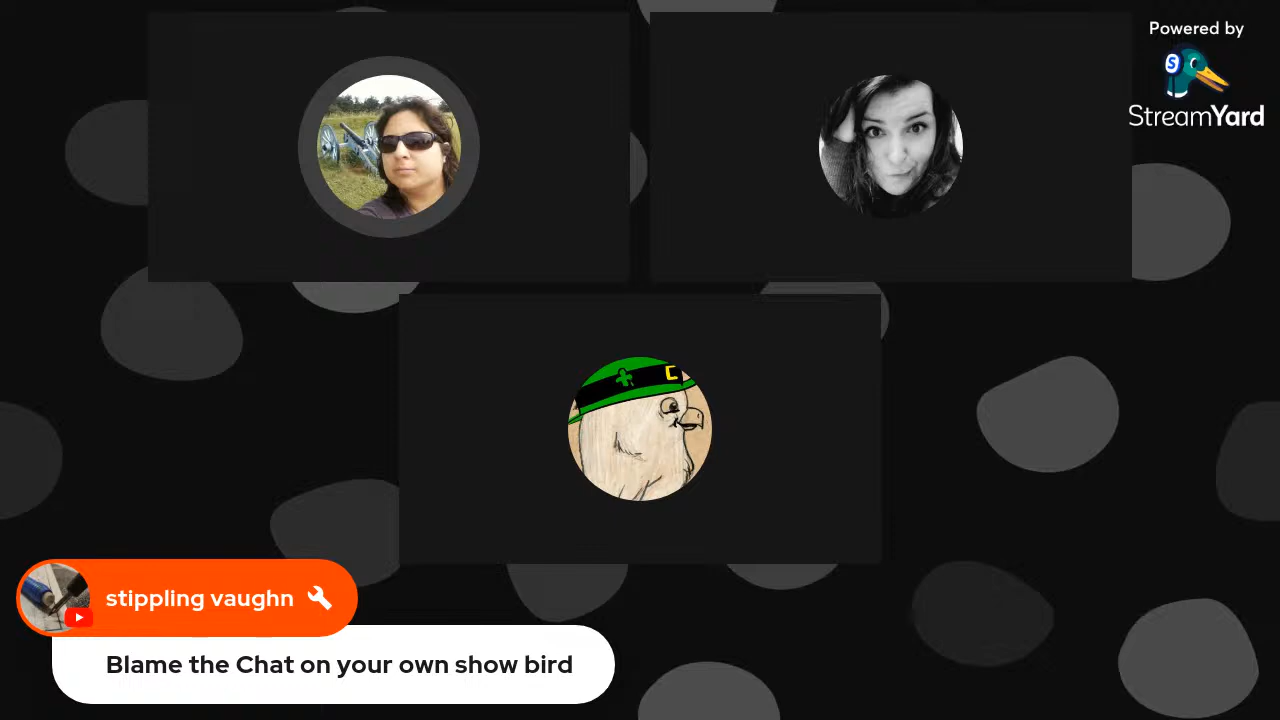 Powered by
StreamYard
stippling vaughn
Blame the Chat on your own show bird